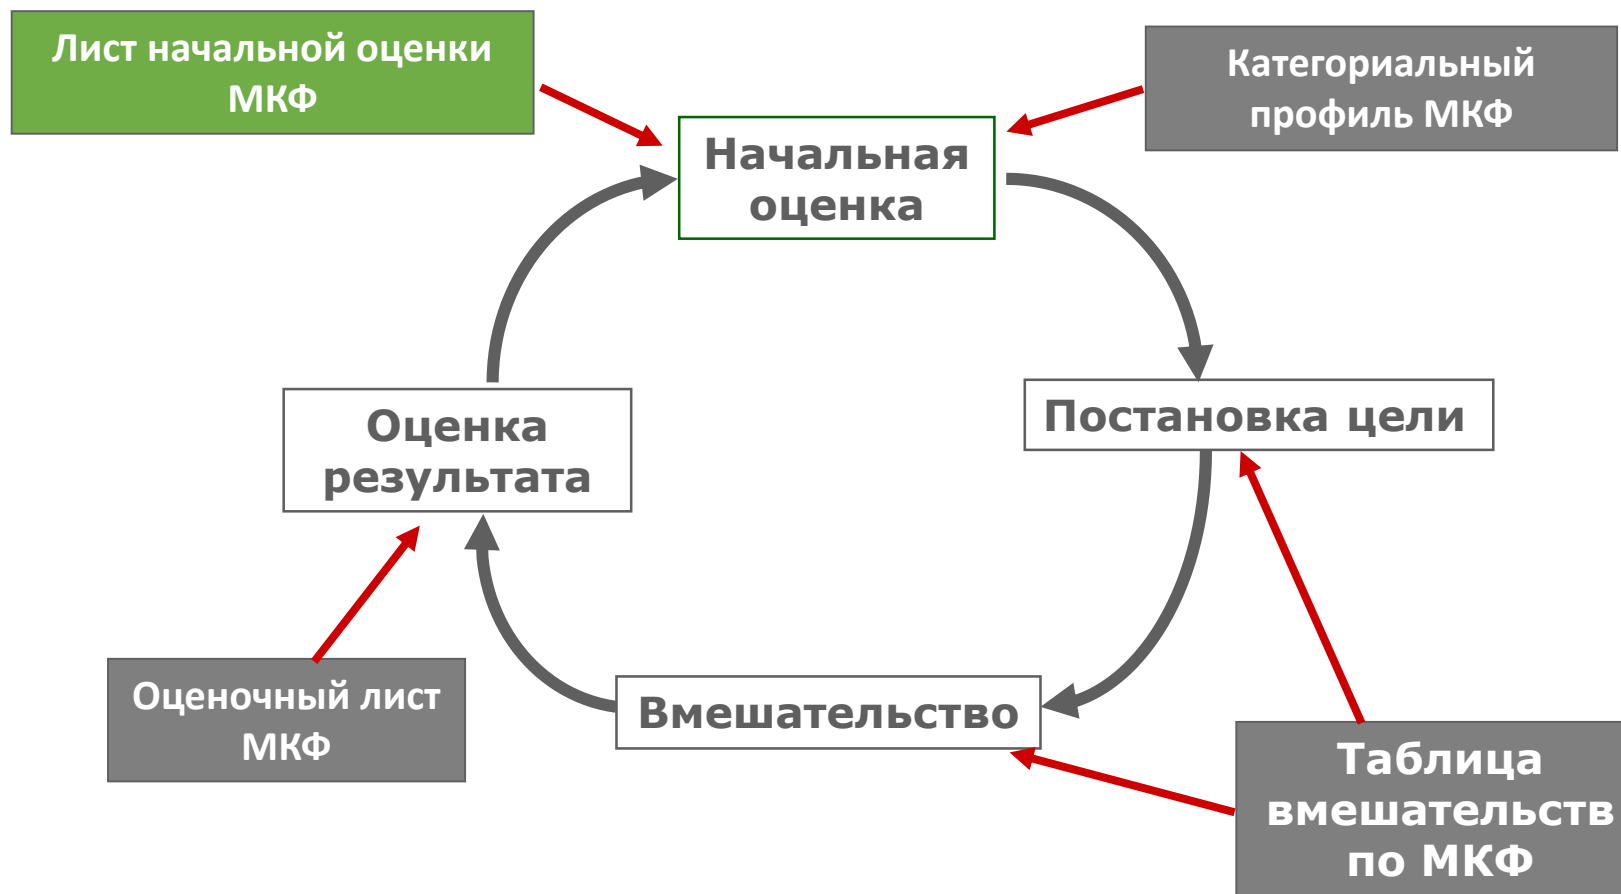 Лист начальной оценки
МКФ
Категориальный
профиль МКФ
Начальная
оценка
Оценка
результата
Постановка цели
Оценочный лист
МКФ
Вмешательство
Таблица
вмешательств
по МКФ